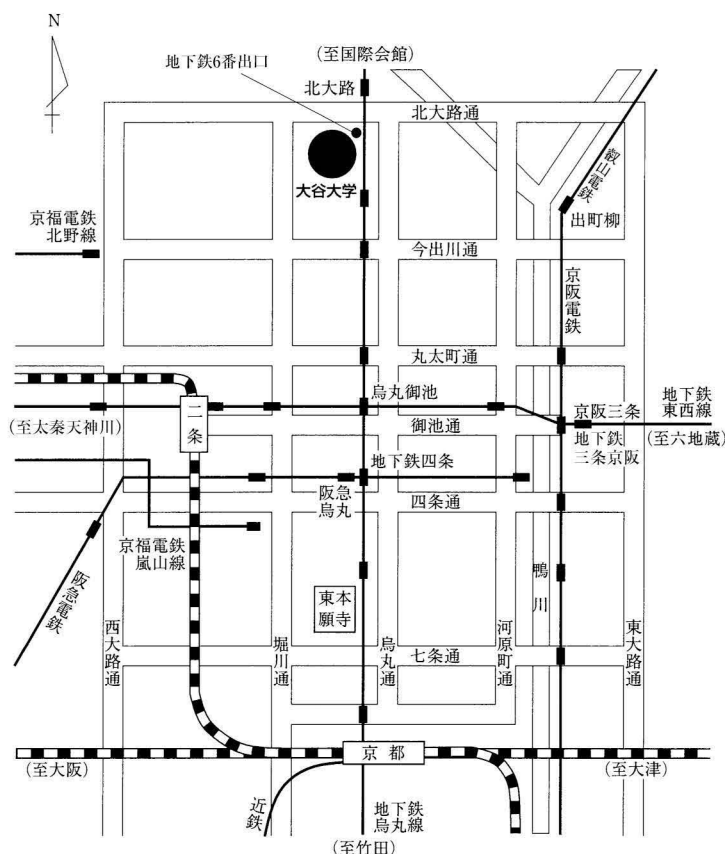 N
(至国際会館)
地下鉄6番出口
北大路
北大路通
大谷大学
叡山電鉄
出町柳
京福電鉄
北野線
今出川通
京阪電鉄
丸太町通
烏丸御池
二条
京阪三条
地下鉄
東西線
(至太秦天神川)
御池通
地下鉄
三条京阪
(至六地蔵)
地下鉄四条
阪急
烏丸
四条通
京福電鉄
嵐山線
阪急電鉄
鴨川
東本
願寺
西大路通
堀川通
烏丸通
七条通
河原町通
東大路通
京都
(至大阪)
(至大津)
近鉄
地下鉄
烏丸線
(至竹田)